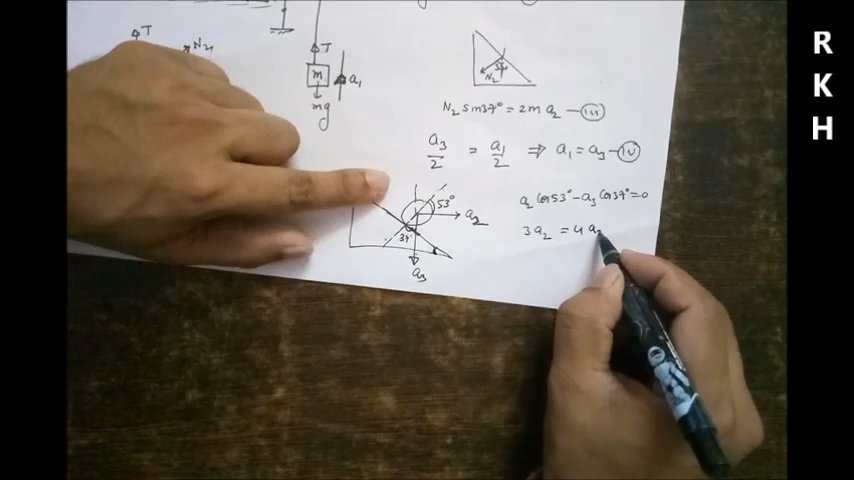 T
N2
T
m
a1
mg
53°
N2
N2 sin37° = 2m a2 — (iii)
a3/2 = a1/2 ⇒ a1 = a3 — (iv)
53°
a2
37°
a3
a2 cos53° - a3 cos37° = 0
3a2 = 4a3
R
K
H